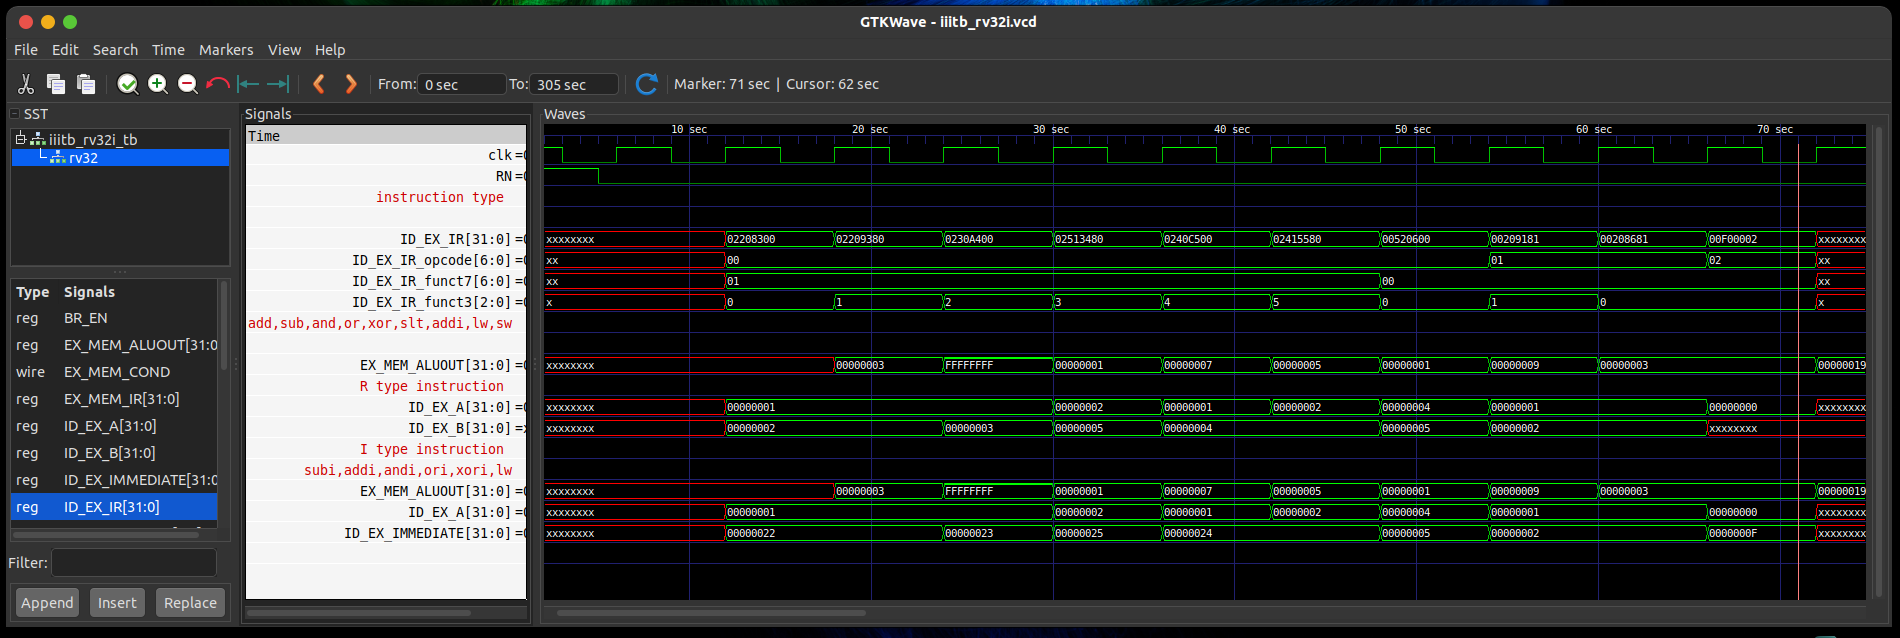 GTKWave - iiitb_rv32i.vcd
File Edit Search Time Markers View Help
From: 0 sec To: 305 sec Marker: 71 sec | Cursor: 62 sec
SST
iiitb_rv32i_tb
rv32
Type Signals
reg BR_EN
reg EX_MEM_ALUOUT[31:0
wire EX_MEM_COND
reg EX_MEM_IR[31:0]
reg ID_EX_A[31:0]
reg ID_EX_B[31:0]
reg ID_EX_IMMEDIATE[31:0
reg ID_EX_IR[31:0]
Filter:
Append Insert Replace
Signals
Time
clk =
RN =
instruction type
ID_EX_IR[31:0] =
ID_EX_IR_opcode[6:0] =
ID_EX_IR_funct7[6:0] =
ID_EX_IR_funct3[2:0] =
add,sub,and,or,xor,slt,addi,lw,sw
EX_MEM_ALUOUT[31:0] =
R type instruction
ID_EX_A[31:0] =
ID_EX_B[31:0] =x
I type instruction
subi,addi,andi,ori,xori,lw
EX_MEM_ALUOUT[31:0] =
ID_EX_A[31:0] =
ID_EX_IMMEDIATE[31:0] =
Waves
10 sec 20 sec 30 sec 40 sec 50 sec 60 sec 70 sec
xxxxxxxx 02208300 02209380 0230A400 02513480 0240C500 02415580 00520600 00209181 00208681 00F00002 xxxxxxxx
xx 00 01 02 xx
xx 01 00 xx
x 0 1 2 3 4 5 0 1 0 x
xxxxxxxx 00000003 FFFFFFFF 00000001 00000007 00000005 00000001 00000009 00000003 00000019
xxxxxxxx 00000001 00000002 00000001 00000002 00000004 00000001 00000000 xxxxxxxx
xxxxxxxx 00000002 00000003 00000005 00000004 00000005 00000002 xxxxxxxx
xxxxxxxx 00000003 FFFFFFFF 00000001 00000007 00000005 00000001 00000009 00000003 00000019
xxxxxxxx 00000001 00000002 00000001 00000002 00000004 00000001 00000000 xxxxxxxx
xxxxxxxx 00000022 00000023 00000025 00000024 00000005 00000002 0000000F xxxxxxxx